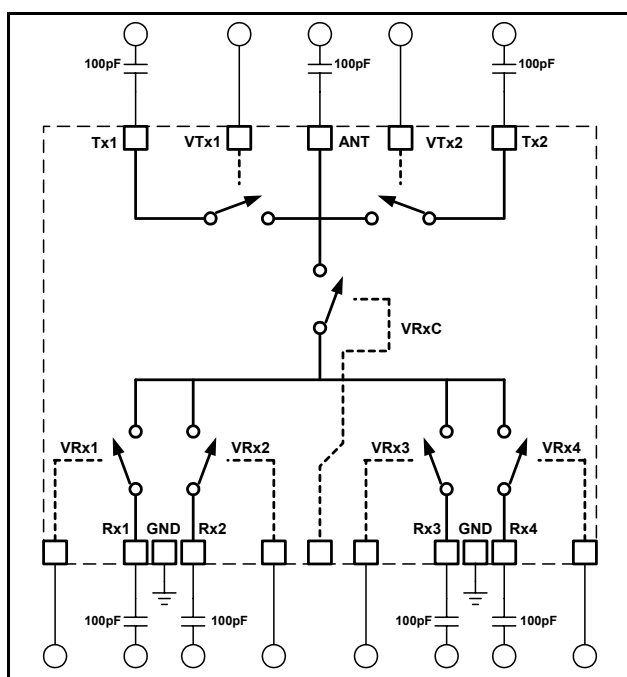 100pF 100pF 100pF
Tx1 VTx1 ANT VTx2 Tx2
VRxC
VRx1 VRx2 VRx3 VRx4
Rx1 GND Rx2 Rx3 GND Rx4
100pF 100pF 100pF 100pF